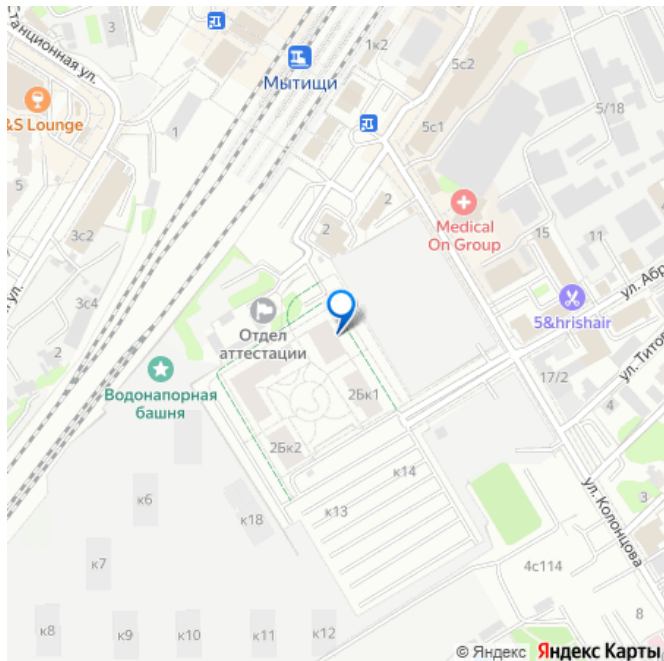 Станционная ул.
3
1к2
5с2
Мытищи
&S Lounge
1
5/18
5с1
5
2
2
Medical
On Group
3с2
15
11
ул. Абр
3с4
Отдел
аттестации
5&hrishair
ул. Титов
2
Водонапорная
башня
17/2
2Бк1
4
2Бк2
к14
к6
к13
к18
ул. Колонцова
3
к7
4с114
к8
к9
к10
к11
к12
8
© Яндекс Яндекс Карты